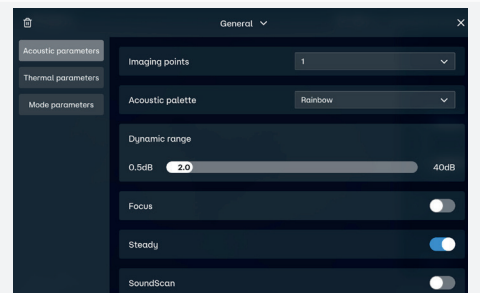 General
Acoustic parameters
Thermal parameters
Mode parameters
Imaging points 1
Acoustic palette Rainbow
Dynamic range
0.5dB 2.0 40dB
Focus
Steady
SoundScan